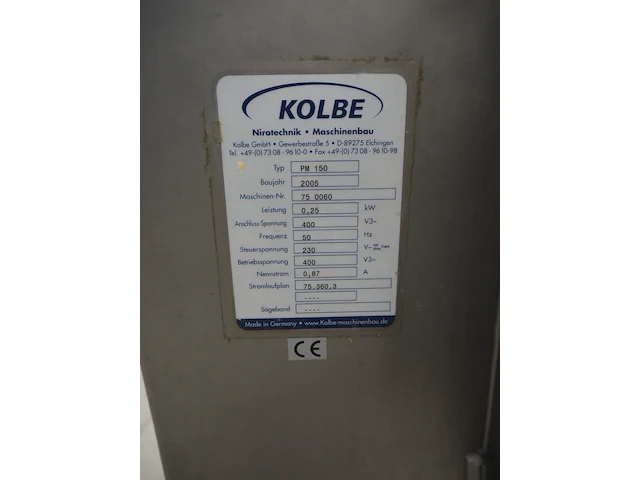 KOLBE
Nirotechnik • Maschinenbau
Kolbe GmbH • Gewerbestraße 5 • D-89275 Elchingen
Tel. +49-(0) 73 08 - 96 10-0 • Fax +49-(0) 73 08 - 96 10-98
Typ PM 150
Baujahr 2005
Maschinen-Nr. 75 0060
Leistung 0,25 kW
Anschluss-Spannung 400 V3~
Frequenz 50 Hz
Steuerspannung 230 V~
Betriebsspannung 400 V3~
Nennstrom 0,87 A
Stromlaufplan 75.360.3
----
Sägeband ----
Made in Germany • www.Kolbe-maschinenbau.de
CE